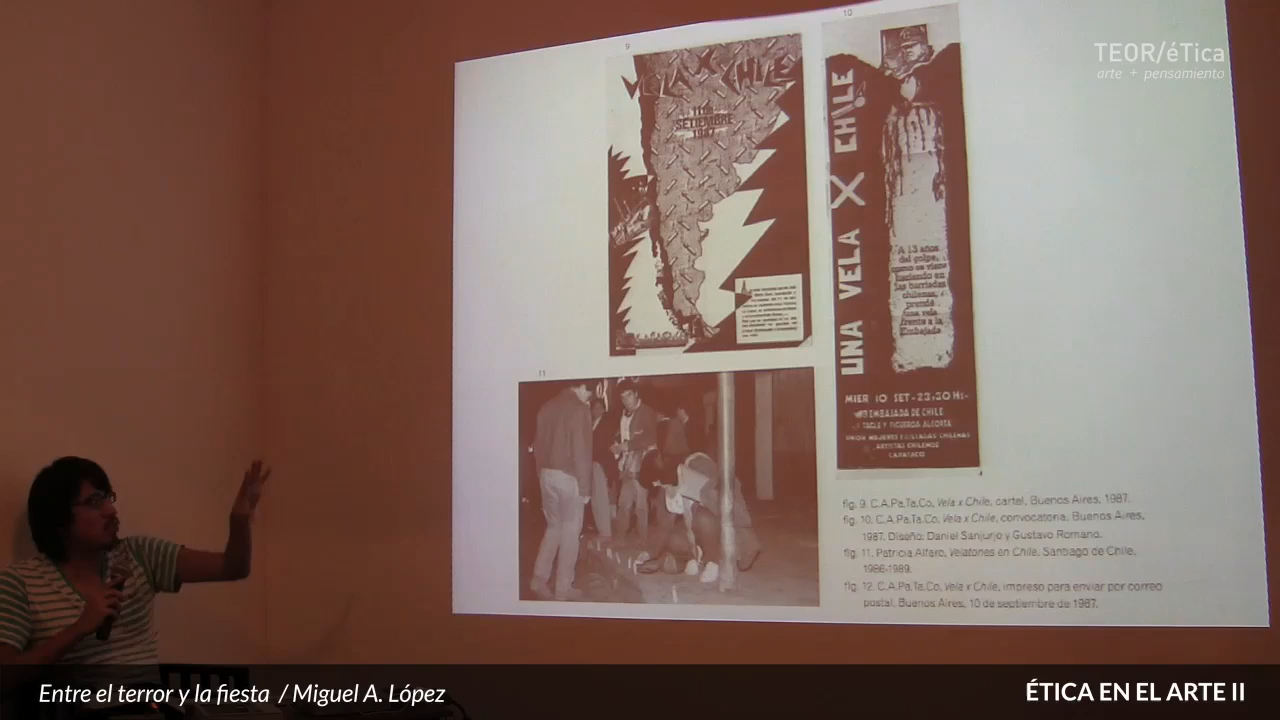 TEOR/éTica
arte + pensamiento
9
VELA X CHILE
11 de
SETIEMBRE
1987
10
UNA VELA X CHILE
A 13 años
del golpe,
como se viene
haciendo en
las barriadas
chilenas,
prendé
una vela
frente a la
Embajada
MIER 10 SET - 23,30 Hs-
EMBAJADA DE CHILE
TAGLE Y FIGUEROA ALCORTA
ARTISTAS CHILENOS
CAPATACO
11
fig. 9. C.A.Pa.Ta.Co, Vela x Chile, cartel, Buenos Aires, 1987.
fig. 10. C.A.Pa.Ta.Co, Vela x Chile, convocatoria, Buenos Aires,
1987. Diseño: Daniel Sanjurjo y Gustavo Romano.
fig. 11. Patricia Alfaro, Velatones en Chile, Santiago de Chile,
1986-1989.
fig. 12. C.A.Pa.Ta.Co, Vela x Chile, impreso para enviar por correo
postal, Buenos Aires, 10 de septiembre de 1987.
Entre el terror y la fiesta / Miguel A. López
ÉTICA EN EL ARTE II